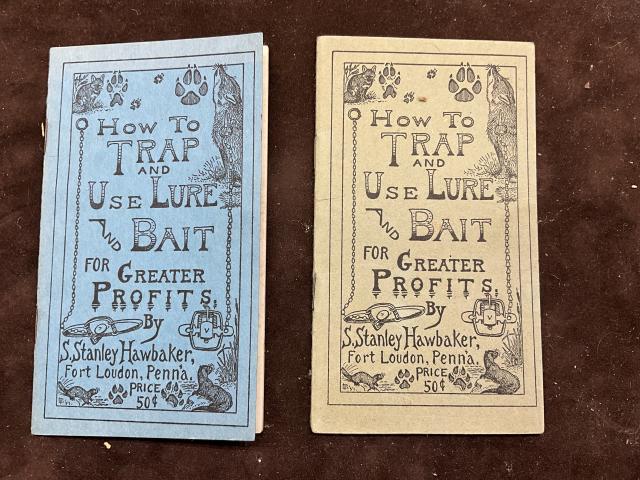 How To
TRAP
AND
USE LURE
AND BAIT
FOR GREATER
PROFITS.
By
S. Stanley Hawbaker,
Fort Loudon, Penn'a.
PRICE
50¢
How To
TRAP
AND
USE LURE
AND BAIT
FOR GREATER
PROFITS.
By
S. Stanley Hawbaker,
Fort Loudon, Penn'a.
PRICE
50¢